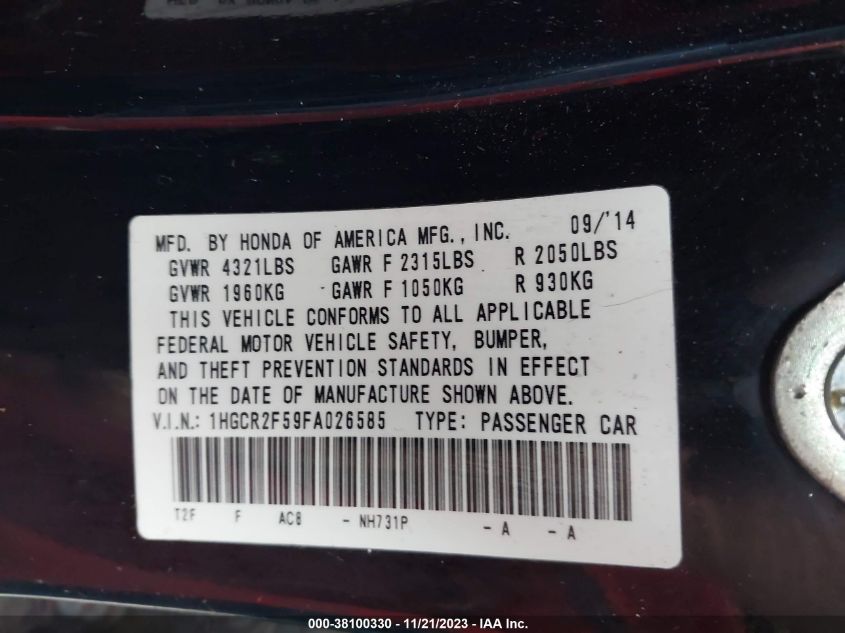 MFD. BY HONDA OF AMERICA MFG., INC. 09/'14
GVWR 4321LBS GAWR F 2315LBS R 2050LBS
GVWR 1960KG GAWR F 1050KG R 930KG
THIS VEHICLE CONFORMS TO ALL APPLICABLE
FEDERAL MOTOR VEHICLE SAFETY, BUMPER,
AND THEFT PREVENTION STANDARDS IN EFFECT
ON THE DATE OF MANUFACTURE SHOWN ABOVE.
V.I.N.: 1HGCR2F59FA026585 TYPE: PASSENGER CAR
T2F F AC8 - NH731P - A - A
000-38100330 - 11/21/2023 - IAA Inc.